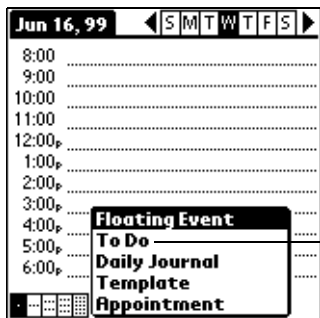 Jun 16, 99 S M T W T F S
8:00
9:00
10:00
11:00
12:00p
1:00p
2:00p
3:00p
4:00p
5:00p
6:00p
Floating Event
To Do
Daily Journal
Template
Appointment